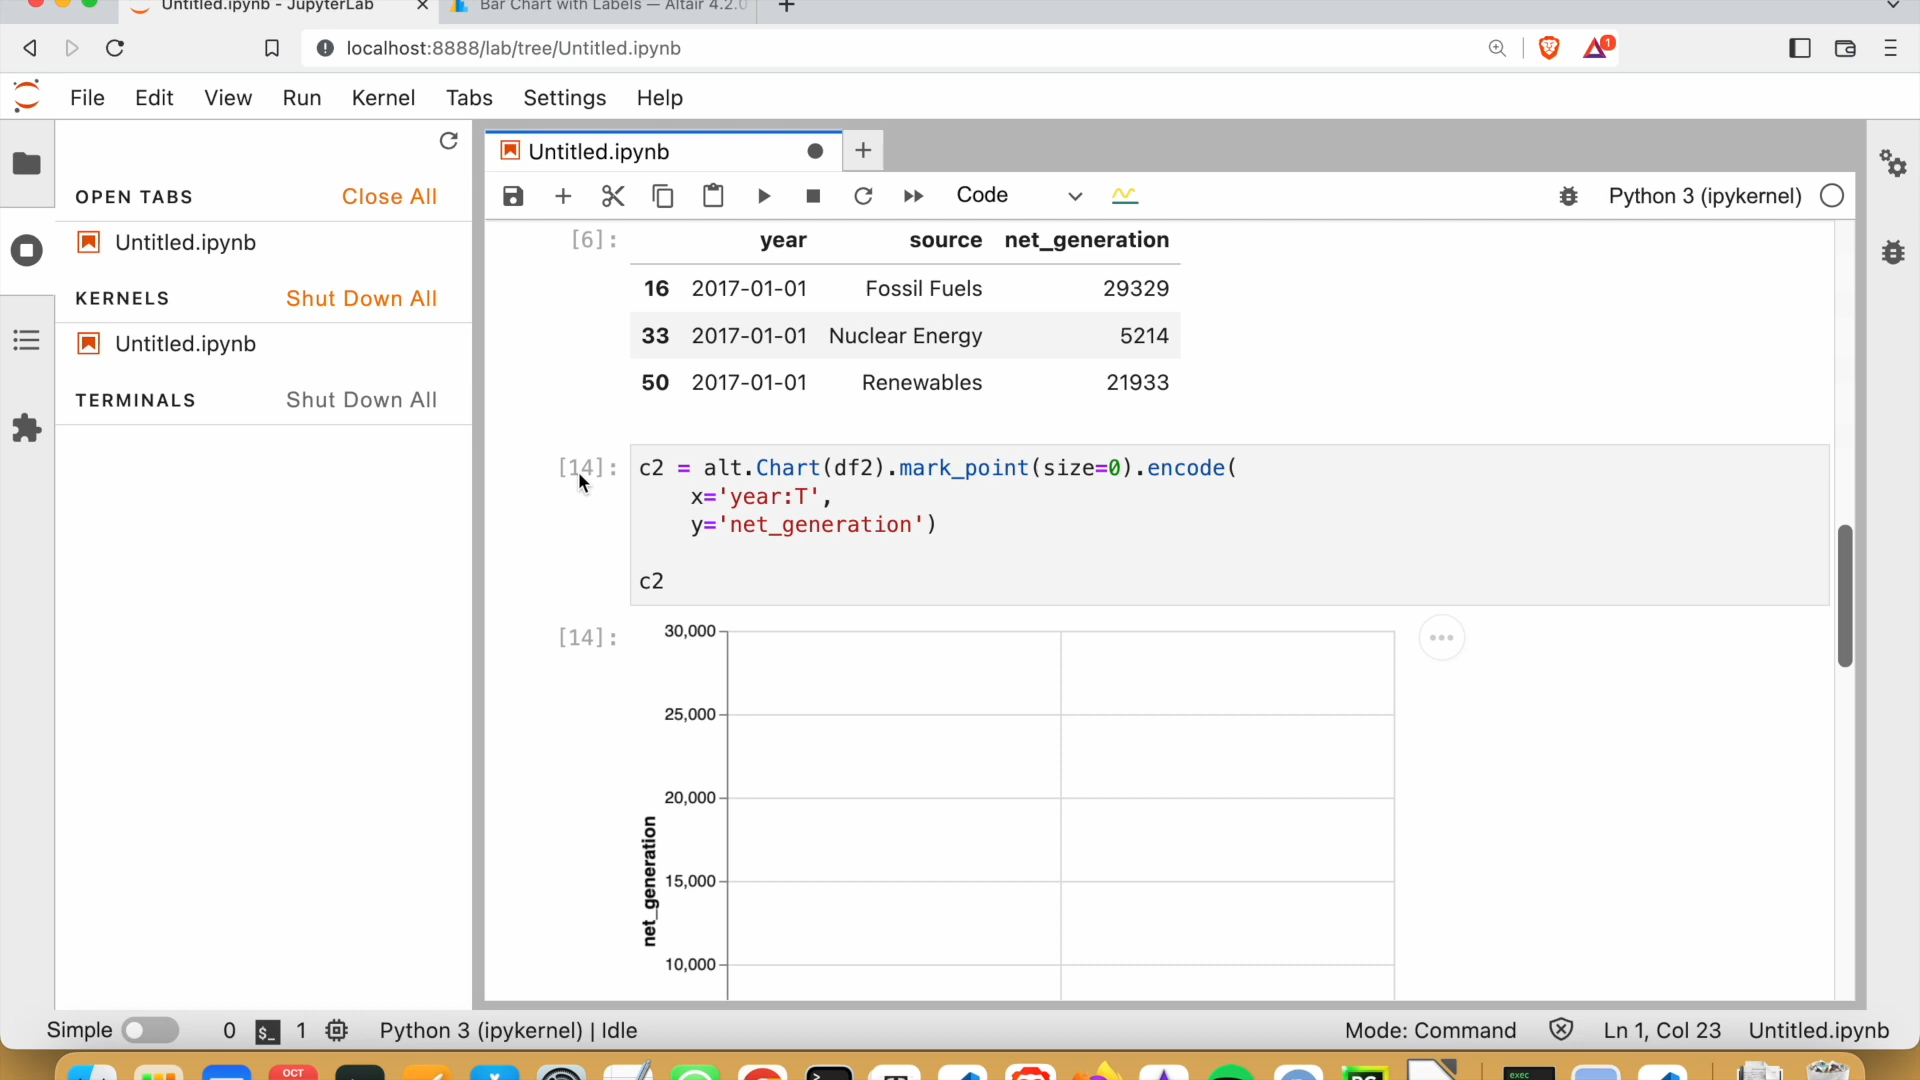 Untitled.ipynb - JupyterLab
Bar Chart with Labels — Altair 4.2.0
localhost:8888/lab/tree/Untitled.ipynb
1
File Edit View Run Kernel Tabs Settings Help
OPEN TABS Close All
Untitled.ipynb
KERNELS Shut Down All
Untitled.ipynb
TERMINALS Shut Down All
Untitled.ipynb
Code
Python 3 (ipykernel)
[6]: year source net_generation
16 2017-01-01 Fossil Fuels 29329
33 2017-01-01 Nuclear Energy 5214
50 2017-01-01 Renewables 21933
[14]: c2 = alt.Chart(df2).mark_point(size=0).encode(
x='year:T',
y='net_generation')
c2
[14]:
30,000
25,000
20,000
15,000
10,000
net_generation
Simple 0 $_ 1 Python 3 (ipykernel) | Idle
Mode: Command Ln 1, Col 23 Untitled.ipynb
OCT
exec